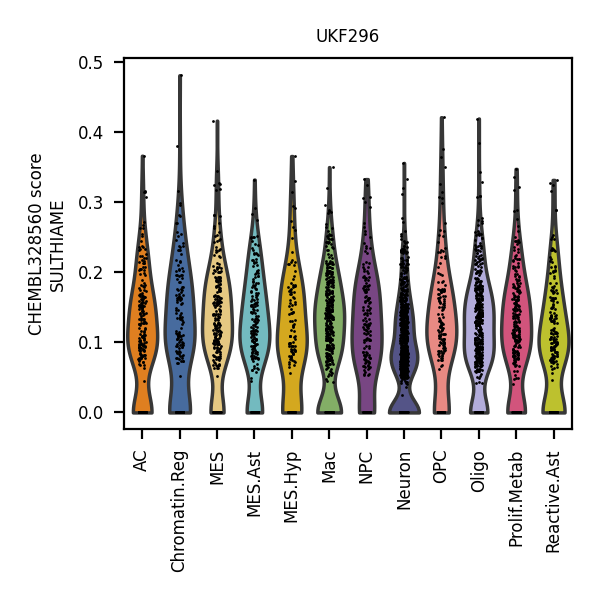 UKF296
CHEMBL328560 score
SULTHIAME
0.5
0.4
0.3
0.2
0.1
0.0
AC
Chromatin.Reg
MES
MES.Ast
MES.Hyp
Mac
NPC
Neuron
OPC
Oligo
Prolif.Metab
Reactive.Ast